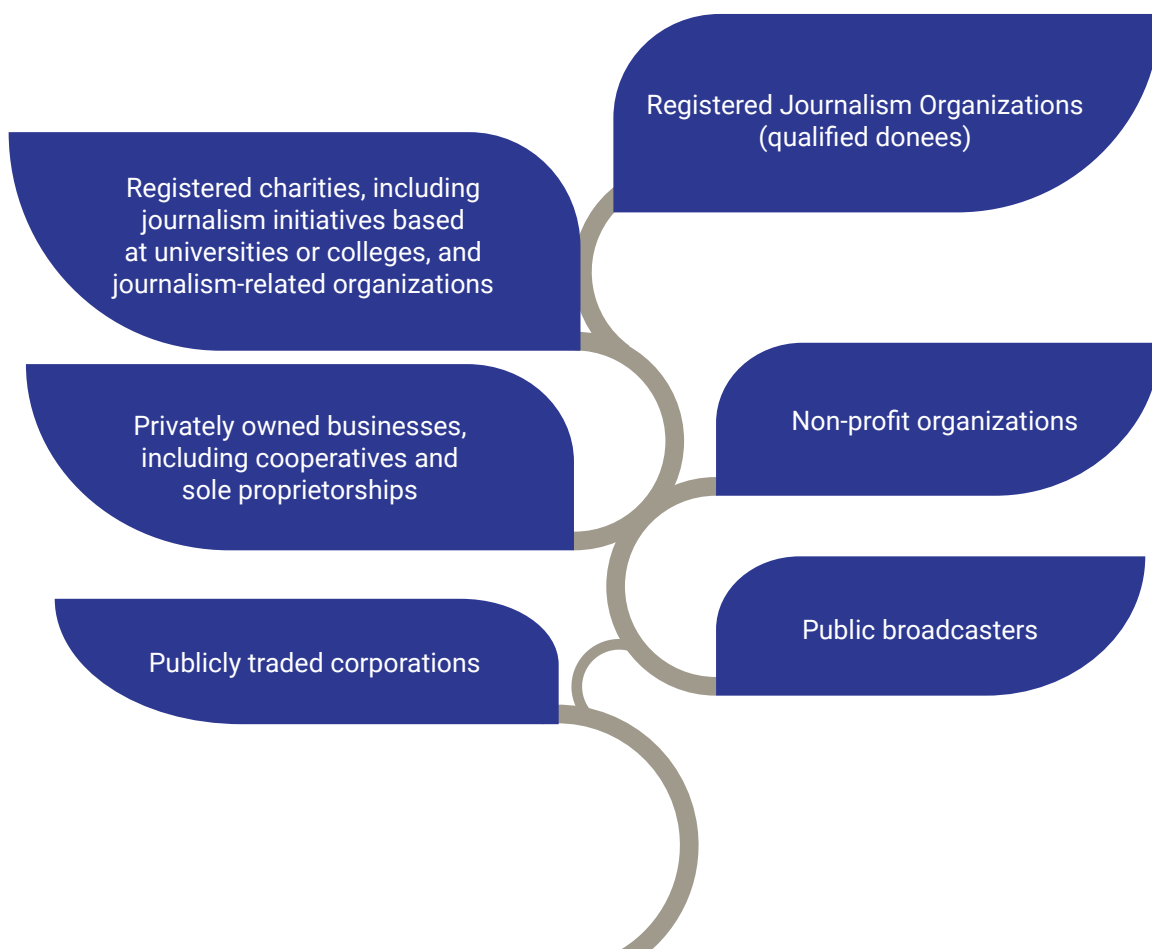 Registered Journalism Organizations
(qualified donees)
Registered charities, including
journalism initiatives based
at universities or colleges, and
journalism-related organizations
Non-profit organizations
Privately owned businesses,
including cooperatives and
sole proprietorships
Public broadcasters
Publicly traded corporations